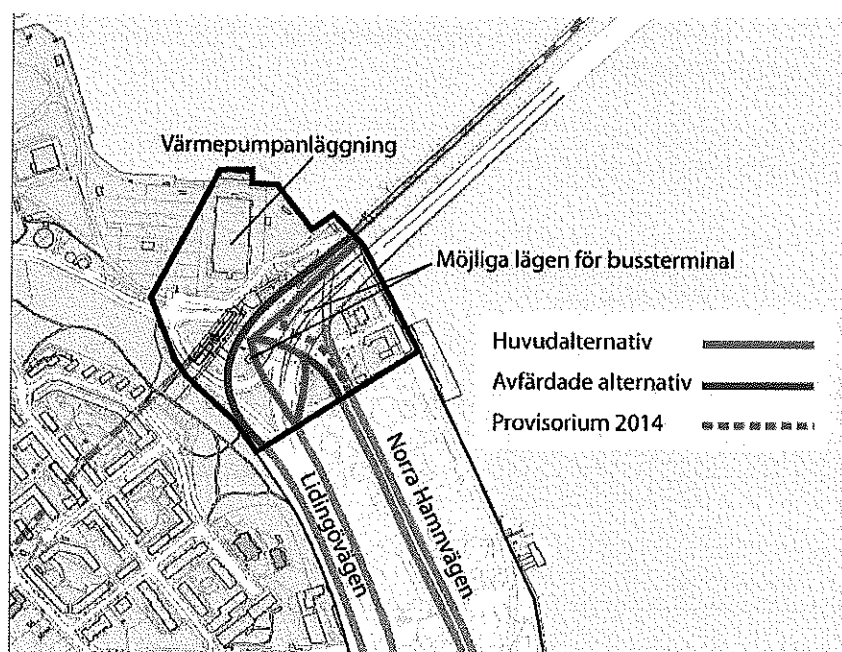 Värmepumpanläggning
Möjliga lägen för bussterminal
Huvudalternativ
Avfärdade alternativ
Provisorium 2014
Lidingövägen
Norra Hamnvägen